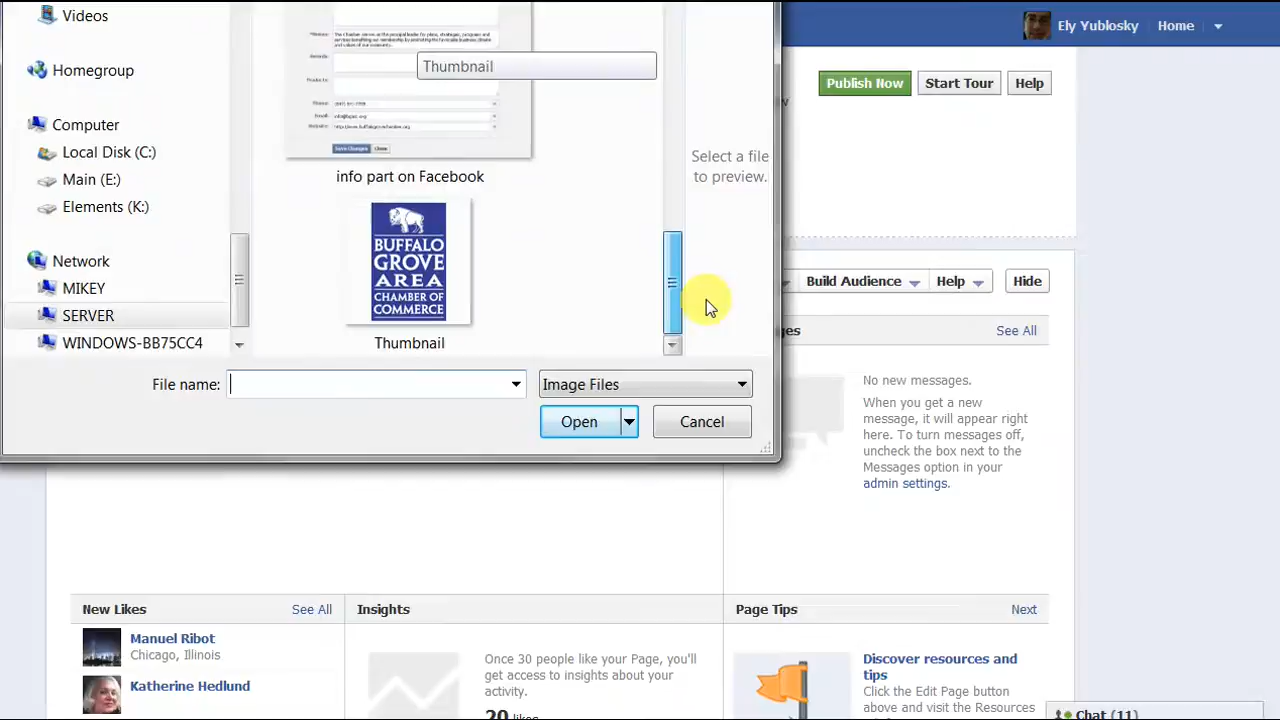 Videos
Homegroup
Computer
Local Disk (C:)
Main (E:)
Elements (K:)
Network
MIKEY
SERVER
WINDOWS-BB75CC4
Thumbnail
Save Changes
Close
info part on Facebook
BUFFALO
GROVE
AREA
CHAMBER OF
COMMERCE
Thumbnail
Select a file
to preview.
File name:
Image Files
Open
Cancel
Ely Yublosky
Home
Publish Now
Start Tour
Help
Build Audience
Help
Hide
See All
No new messages.
When you get a new
message, it will appear right
here. To turn messages off,
uncheck the box next to the
Messages option in your
admin settings.
New Likes
See All
Manuel Ribot
Chicago, Illinois
Katherine Hedlund
Insights
Once 30 people like your Page, you'll
get access to insights about your
activity.
20 likes
Page Tips
Next
Discover resources and
tips
Click the Edit Page button
above and visit the Resources
Chat (11)